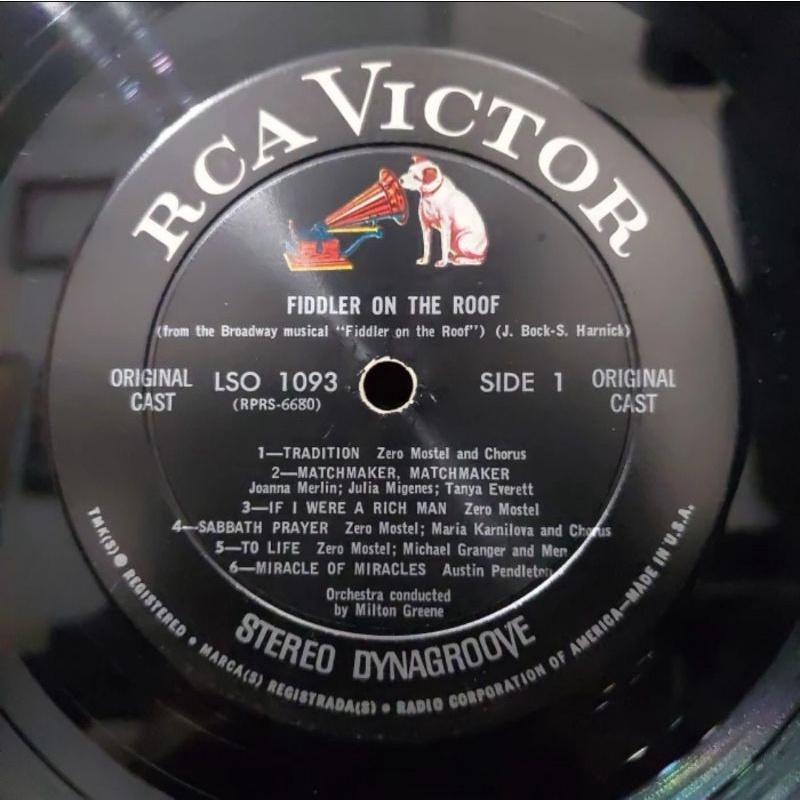 RCA VICTOR
FIDDLER ON THE ROOF
(from the Broadway musical "Fiddler on the Roof") (J. Bock-S. Harnick)
ORIGINAL CAST
LSO 1093
(RPRS-6680)
SIDE 1
ORIGINAL CAST
1—TRADITION Zero Mostel and Chorus
2—MATCHMAKER, MATCHMAKER
Joanna Merlin; Julia Migenes; Tanya Everett
3—IF I WERE A RICH MAN Zero Mostel
4—SABBATH PRAYER Zero Mostel; Maria Karnilova and Chorus
5—TO LIFE Zero Mostel; Michael Granger and Men
6—MIRACLE OF MIRACLES Austin Pendleton
Orchestra conducted
by Milton Greene
STEREO DYNAGROOVE
TMK(S) ® REGISTERED • MARCA(S) REGISTRADA(S) • RADIO CORPORATION OF AMERICA—MADE IN U.S.A.